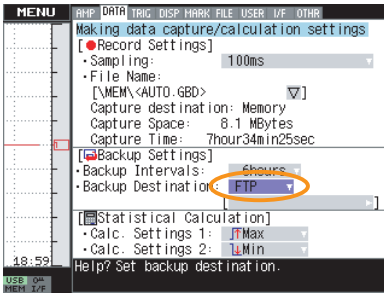 MENU
AMP DATA TRIG DISP MARK FILE USER I/F OTHR
Making data capture/calculation settings
[●Record Settings]
・Sampling: 100ms
・File Name:
[\MEM\<AUTO.GBD> ▽]
Capture destination: Memory
Capture Space: 8.1 MBytes
Capture Time: 7hour34min25sec
[Backup Settings]
・Backup Intervals: 6hours
・Backup Destination: FTP
[ ]
[Statistical Calculation]
・Calc. Settings 1: Max
・Calc. Settings 2: Min
18:59
Help? Set backup destination.
USB
MEM I/F